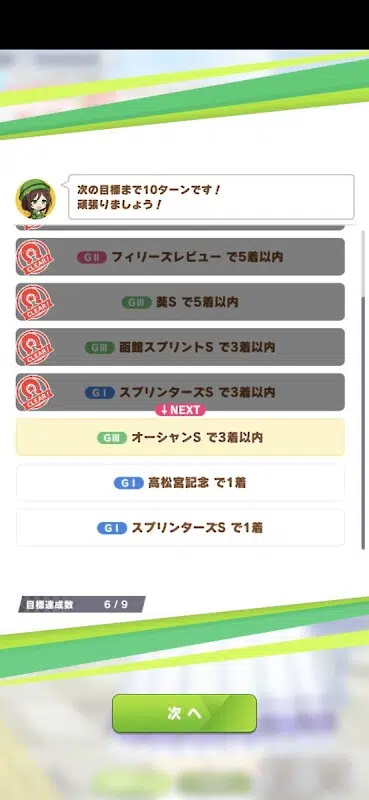 次の目標まで10ターンです!
頑張りましょう!
CLEAR!
GⅡ フィリーズレビュー で5着以内
CLEAR!
GⅢ 葵S で5着以内
CLEAR!
GⅢ 函館スプリントS で3着以内
CLEAR!
GⅠ スプリンターズS で3着以内
↓NEXT
GⅢ オーシャンS で3着以内
GⅠ 高松宮記念 で1着
GⅠ スプリンターズS で1着
目標達成数 6/9
次へ